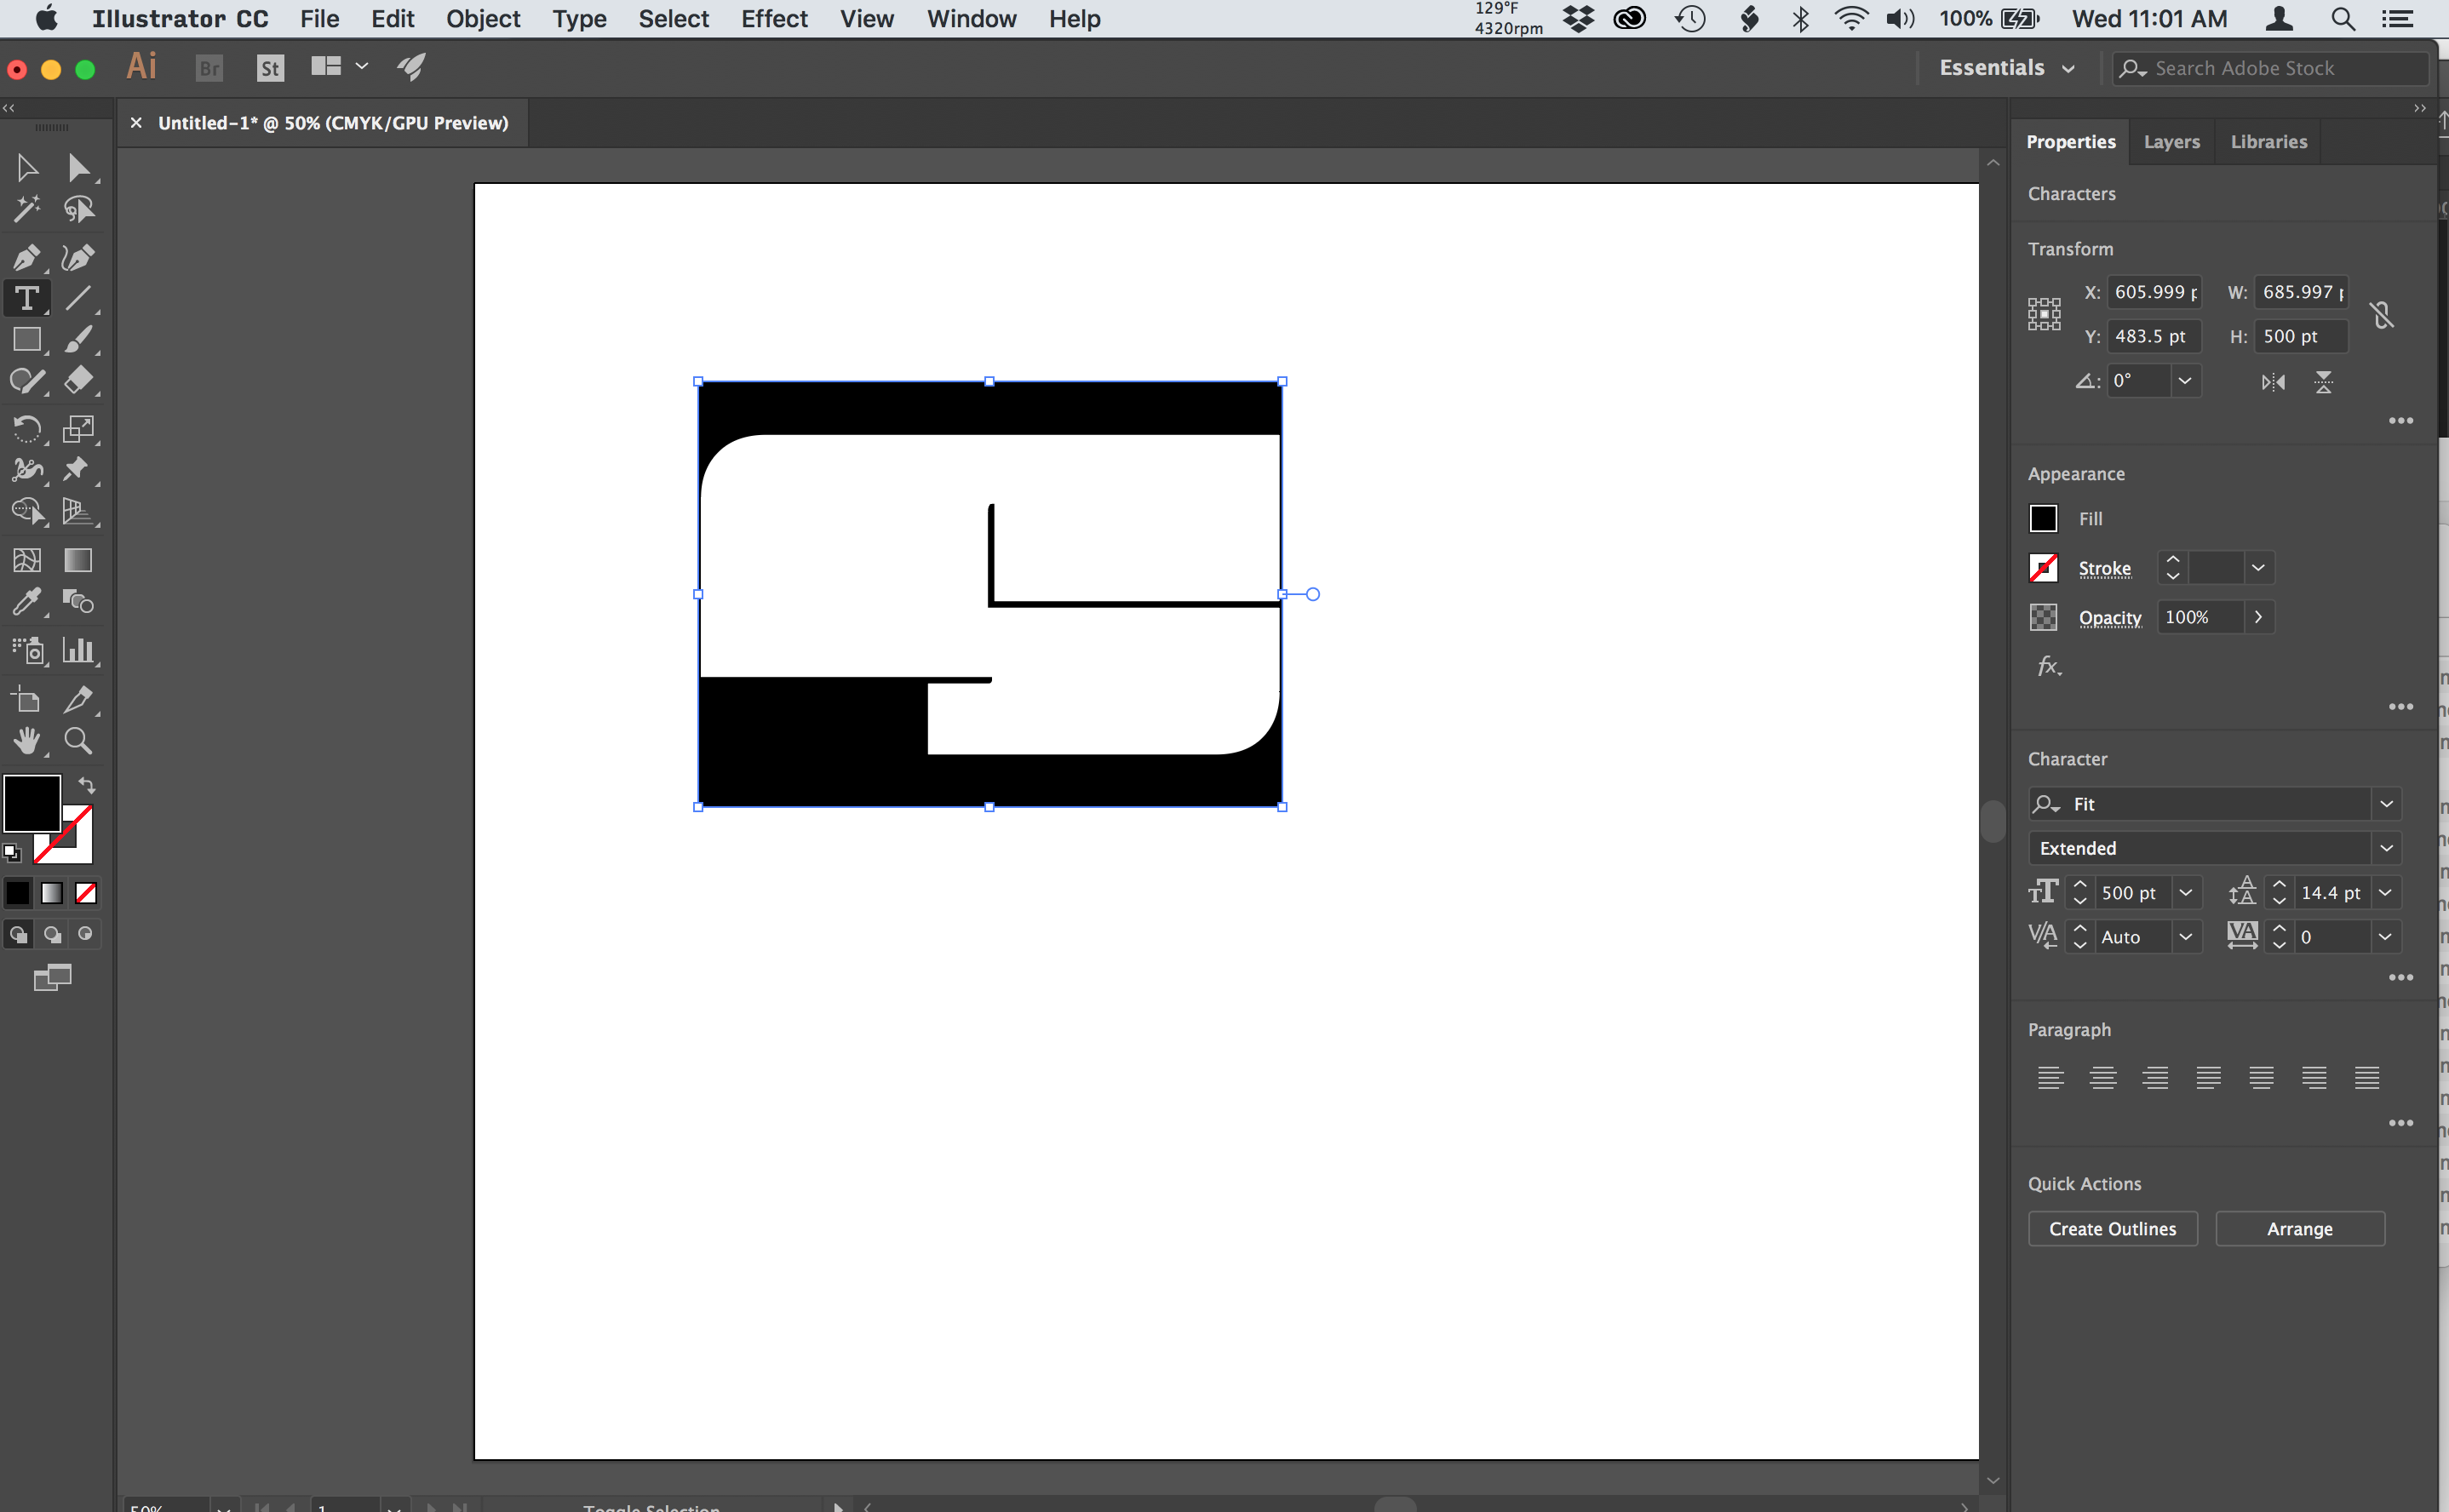 Illustrator CC File Edit Object Type Select Effect View Window Help 129°F 4320rpm 100% Wed 11:01 AM
Ai Br St Essentials Search Adobe Stock
× Untitled-1* @ 50% (CMYK/GPU Preview)
Properties Layers Libraries
Characters
Transform
X: 605.999 p W: 685.997 p
Y: 483.5 pt H: 500 pt
0°
Appearance
Fill
Stroke
Opacity 100%
fx
Character
Fit
Extended
500 pt 14.4 pt
Auto 0
Paragraph
Quick Actions
Create Outlines Arrange
50% 1 Toggle Selection